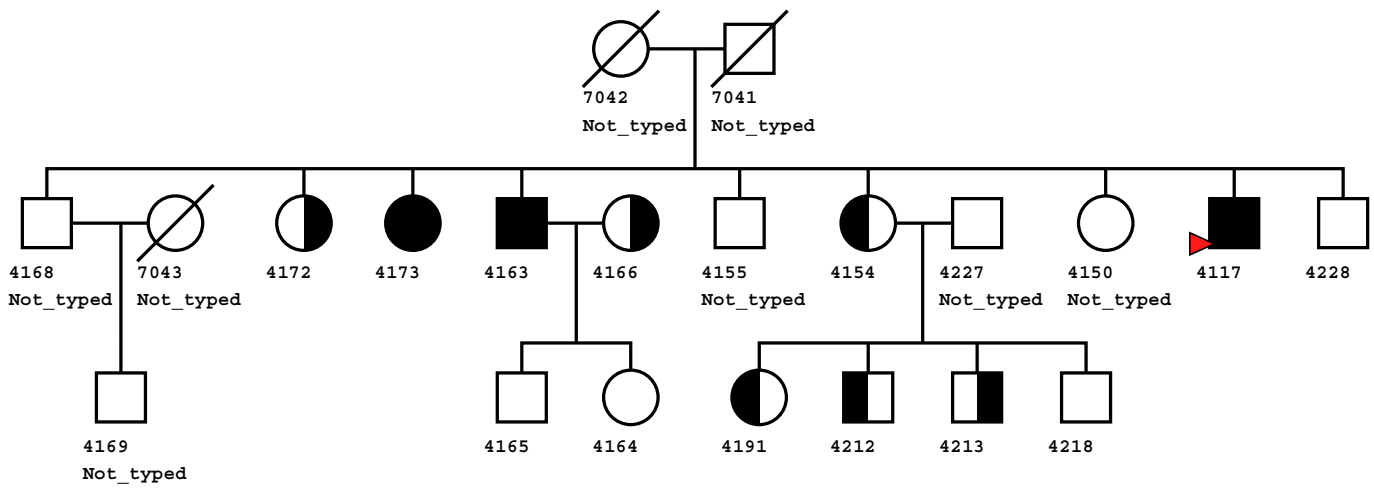 7042 7041
Not_typed Not_typed
4168 7043 4172 4173 4163 4166 4155 4154 4227 4150 4117 4228
Not_typed Not_typed Not_typed Not_typed Not_typed
4169 4165 4164 4191 4212 4213 4218
Not_typed